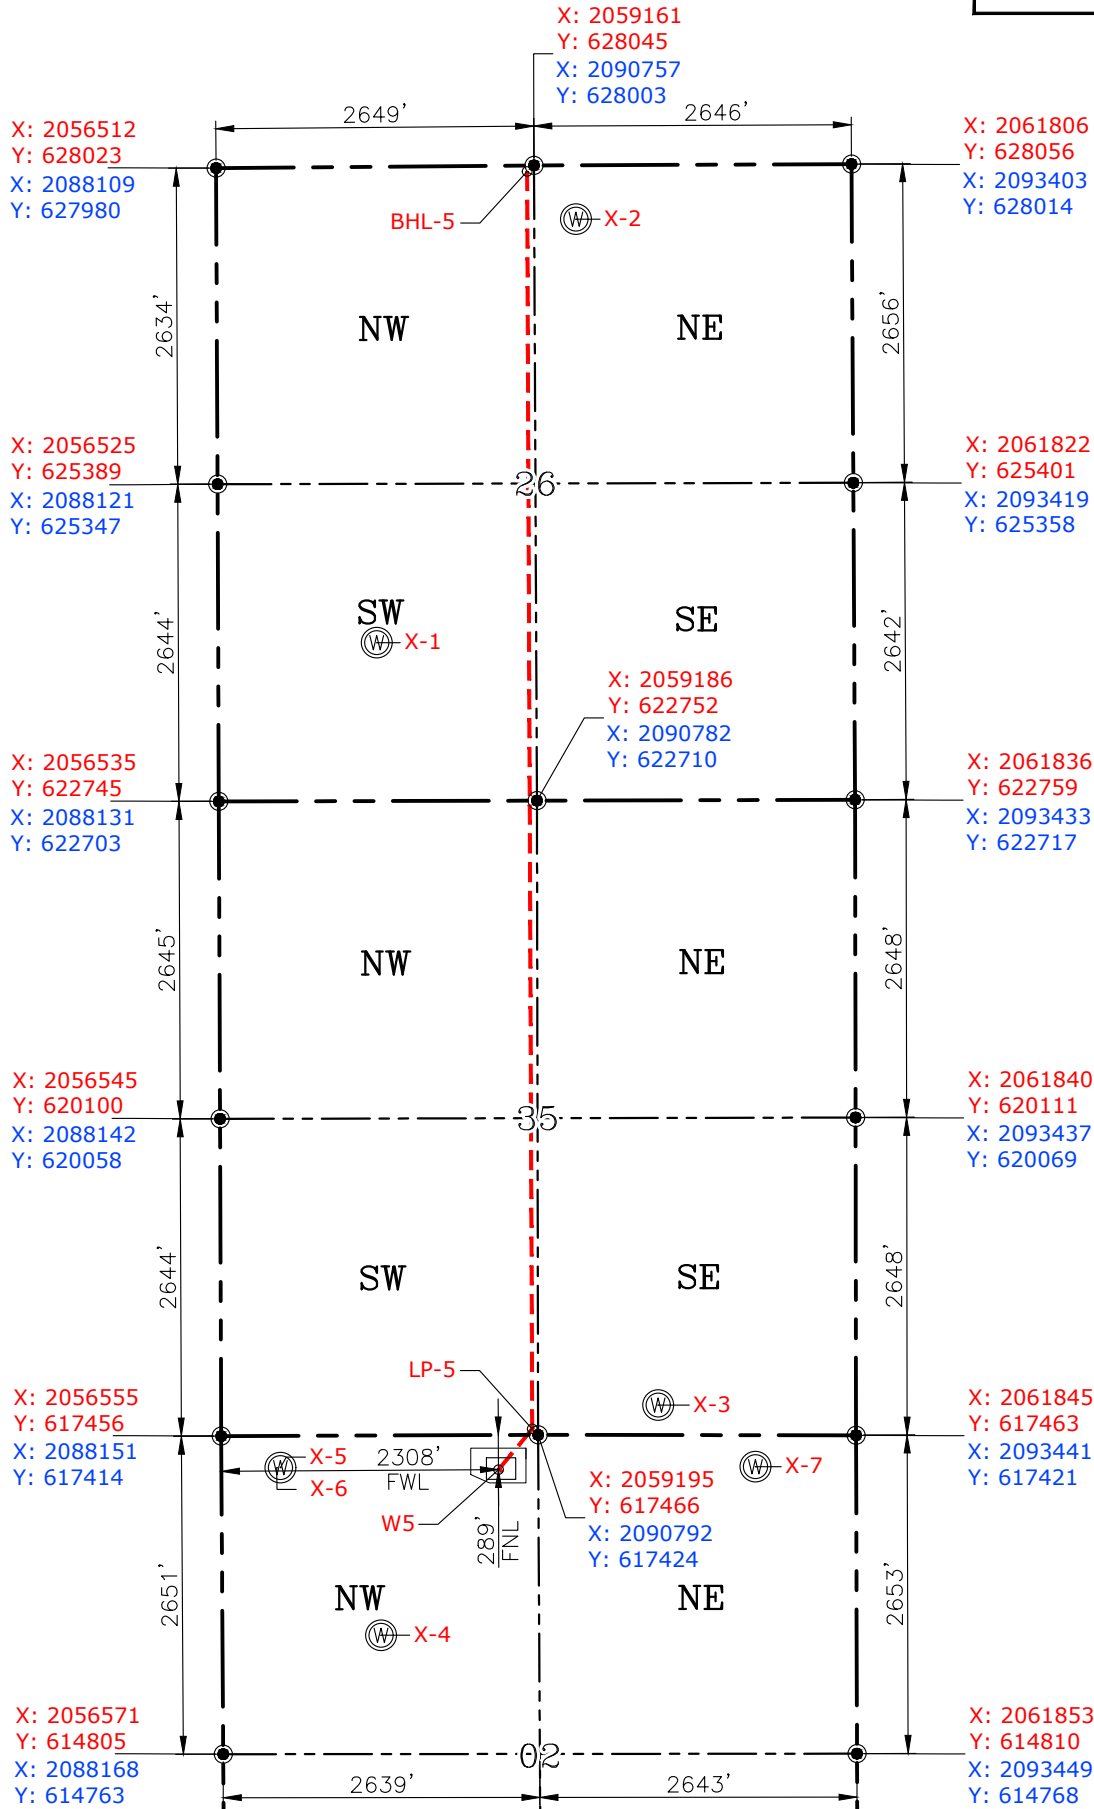 X: 2059161
Y: 628045
X: 2090757
Y: 628003
2649'
2646'
X: 2056512
Y: 628023
X: 2088109
Y: 627980
X: 2061806
Y: 628056
X: 2093403
Y: 628014
BHL-5
W X-2
2634'
NW
NE
2656'
X: 2056525
Y: 625389
X: 2088121
Y: 625347
26
X: 2061822
Y: 625401
X: 2093419
Y: 625358
2644'
SW
SE
2642'
W X-1
X: 2059186
Y: 622752
X: 2090782
Y: 622710
X: 2056535
Y: 622745
X: 2088131
Y: 622703
X: 2061836
Y: 622759
X: 2093433
Y: 622717
2645'
NW
NE
2648'
X: 2056545
Y: 620100
X: 2088142
Y: 620058
35
X: 2061840
Y: 620111
X: 2093437
Y: 620069
2644'
SW
SE
2648'
LP-5
W X-3
X: 2056555
Y: 617456
X: 2088151
Y: 617414
X: 2061845
Y: 617463
X: 2093441
Y: 617421
W X-5
X-6
2308'
FWL
W X-7
W5
289'
FNL
X: 2059195
Y: 617466
X: 2090792
Y: 617424
2651'
NW
NE
2653'
W X-4
X: 2056571
Y: 614805
X: 2088168
Y: 614763
02
X: 2061853
Y: 614810
X: 2093449
Y: 614768
2639'
2643'